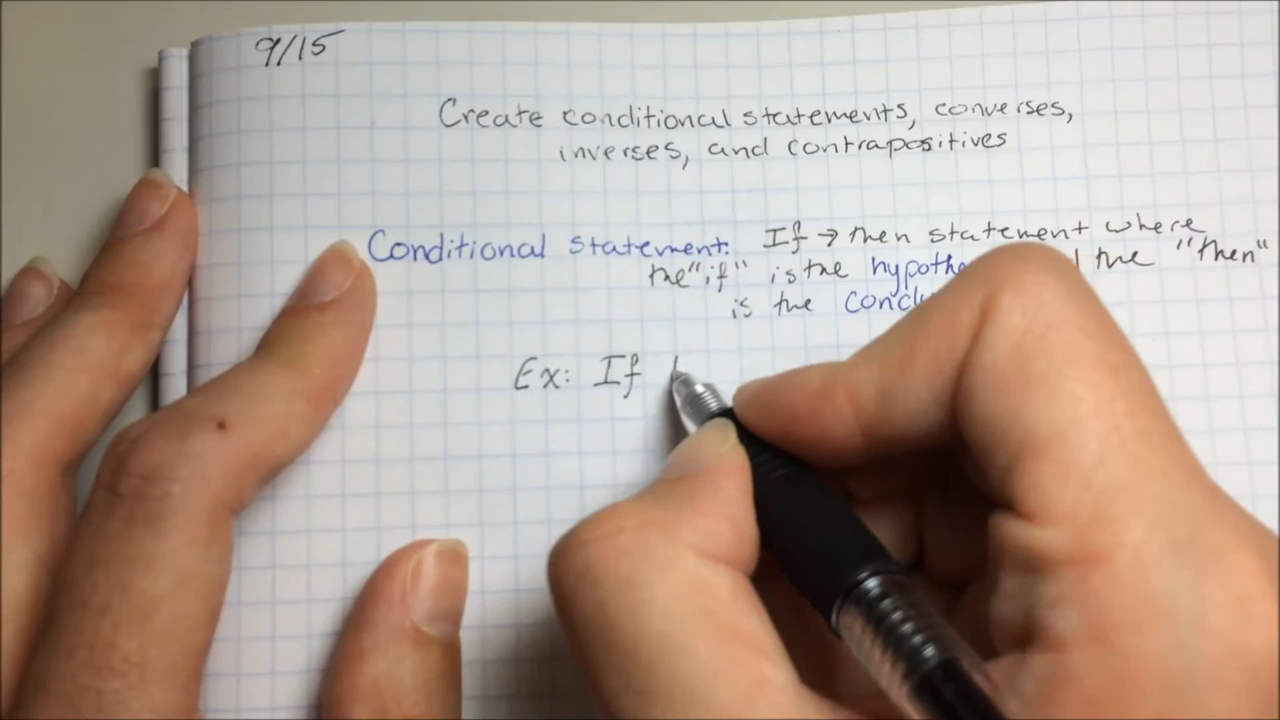 9/15
Create conditional statements, converses,
inverses, and contrapositives
Conditional statement: If → then statement where
the "if" is the the "then"
is the
Ex: If